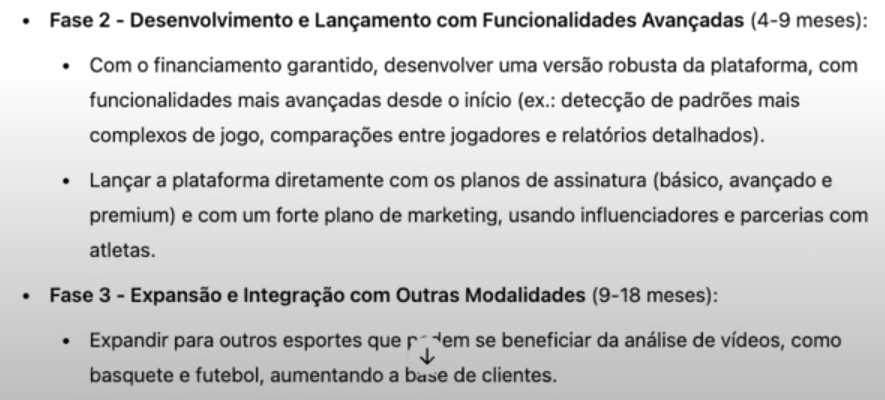 • Fase 2 - Desenvolvimento e Lançamento com Funcionalidades Avançadas (4-9 meses):
• Com o financiamento garantido, desenvolver uma versão robusta da plataforma, com
funcionalidades mais avançadas desde o início (ex.: detecção de padrões mais
complexos de jogo, comparações entre jogadores e relatórios detalhados).
• Lançar a plataforma diretamente com os planos de assinatura (básico, avançado e
premium) e com um forte plano de marketing, usando influenciadores e parcerias com
atletas.
• Fase 3 - Expansão e Integração com Outras Modalidades (9-18 meses):
• Expandir para outros esportes que podem se beneficiar da análise de vídeos, como
basquete e futebol, aumentando a base de clientes.